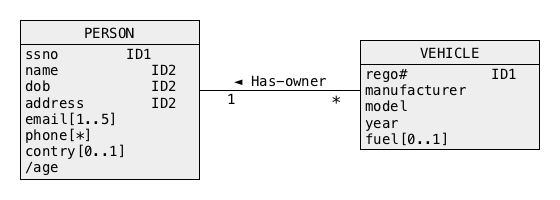 PERSON
ssno ID1
name ID2
dob ID2
address ID2
email[1..5]
phone[*]
contry[0..1]
/age
◄ Has-owner
1 *
VEHICLE
rego# ID1
manufacturer
model
year
fuel[0..1]